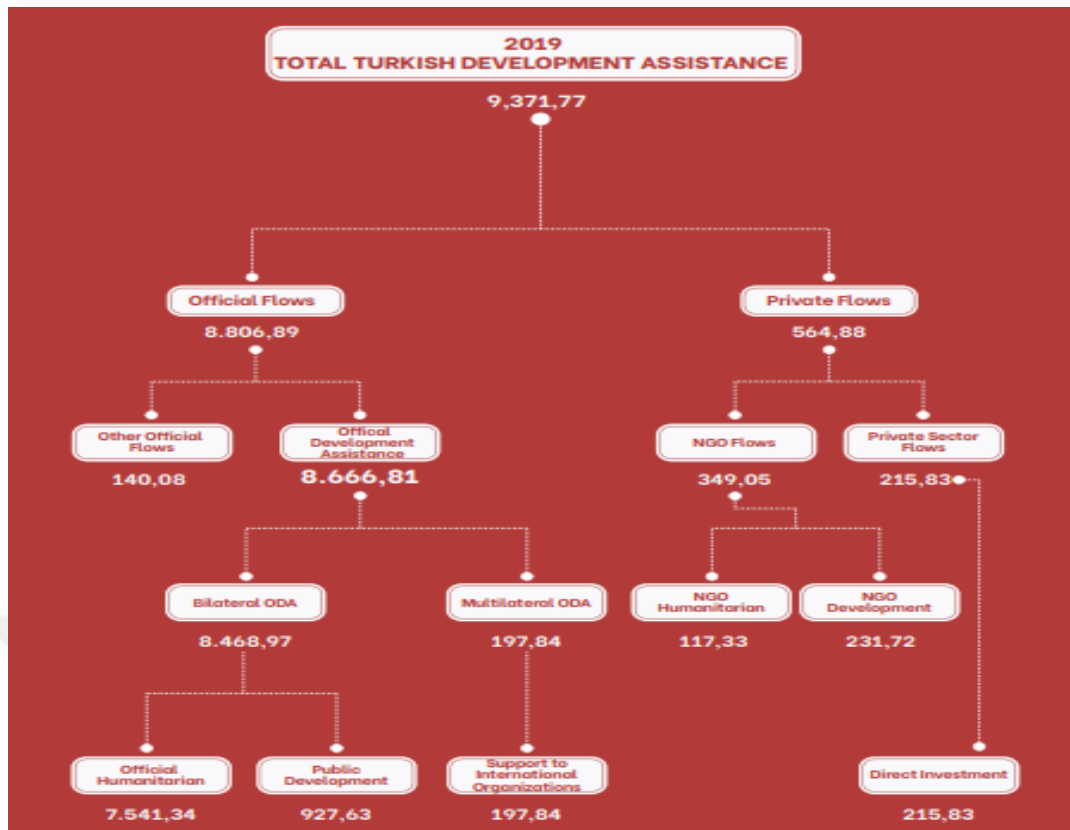 2019
TOTAL TURKISH DEVELOPMENT ASSISTANCE
9,371,77
Official Flows
Private Flows
8.806,89
564,88
Other Official
Flows
Offical
Development
Assistance
NGO Flows
Private Sector
Flows
140,08
8.666,81
349,05
215,83
Bilateral ODA
Multilateral ODA
NGO
Humanitarian
NGO
Development
8.468,97
197,84
117,33
231,72
Official
Humanitarian
Public
Development
Support to
International
Organizations
Direct Investment
7.541,34
927,63
197,84
215,83